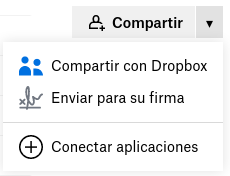 Compartir
Compartir con Dropbox
Enviar para su firma
Conectar aplicaciones